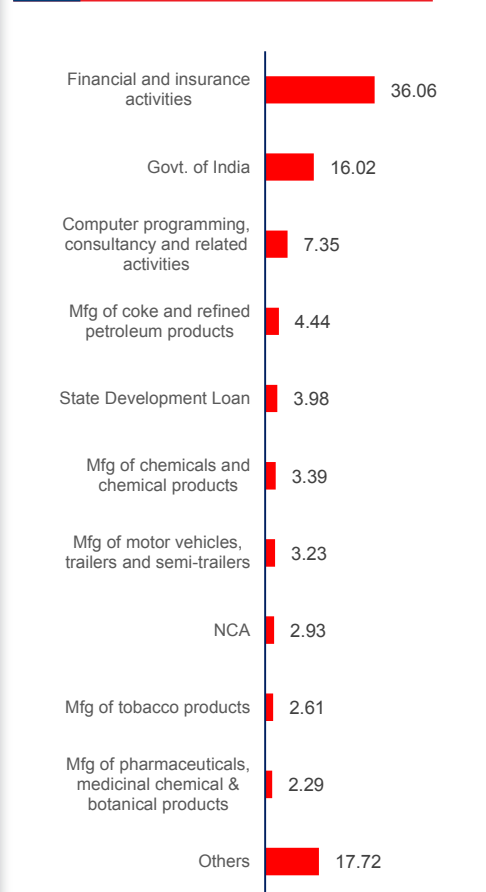 Financial and insurance
activities
36.06
Govt. of India
16.02
Computer programming,
consultancy and related
activities
7.35
Mfg of coke and refined
petroleum products
4.44
State Development Loan
3.98
Mfg of chemicals and
chemical products
3.39
Mfg of motor vehicles,
trailers and semi-trailers
3.23
NCA
2.93
Mfg of tobacco products
2.61
Mfg of pharmaceuticals,
medicinal chemical &
botanical products
2.29
Others
17.72